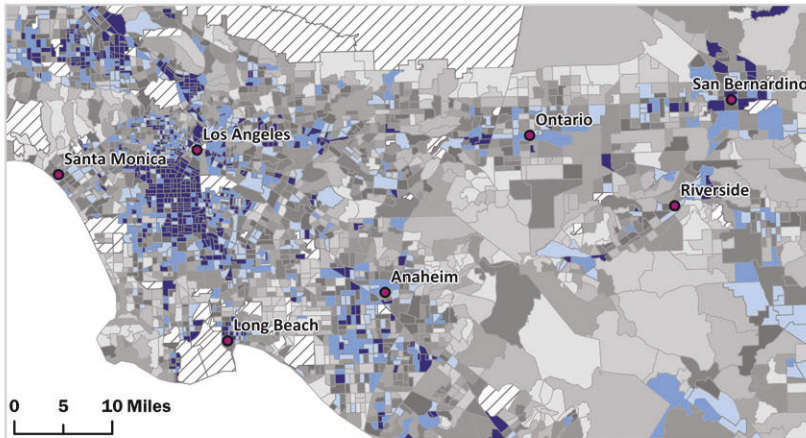 San Bernardino
Ontario
Los Angeles
Santa Monica
Riverside
Anaheim
Long Beach
0 5 10 Miles